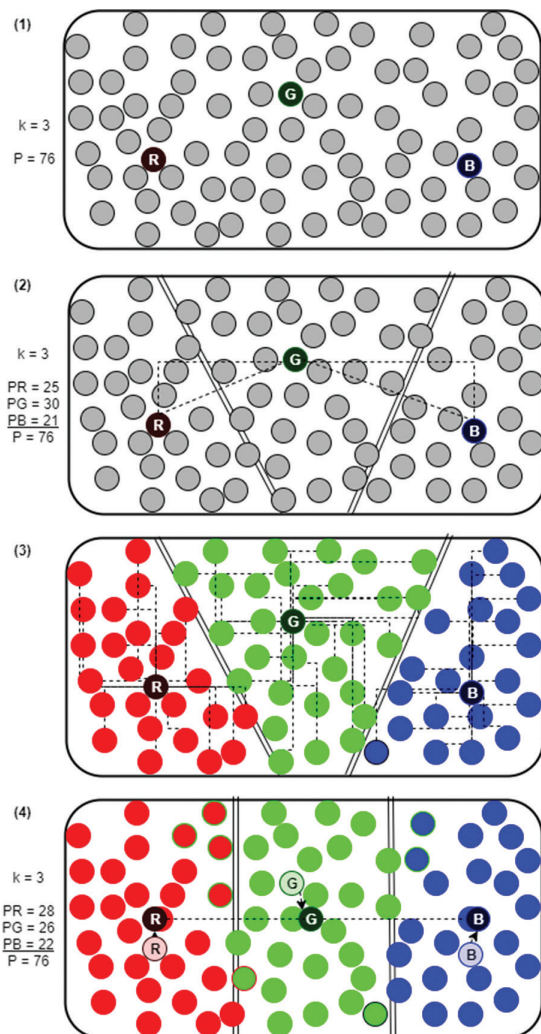 (1)
G
k = 3
R
B
P = 76
(2)
k = 3
G
PR = 25
PG = 30
PB = 21
P = 76
R
B
(3)
G
R
B
(4)
k = 3
G
PR = 28
PG = 26
PB = 22
P = 76
R
G
B
R
B